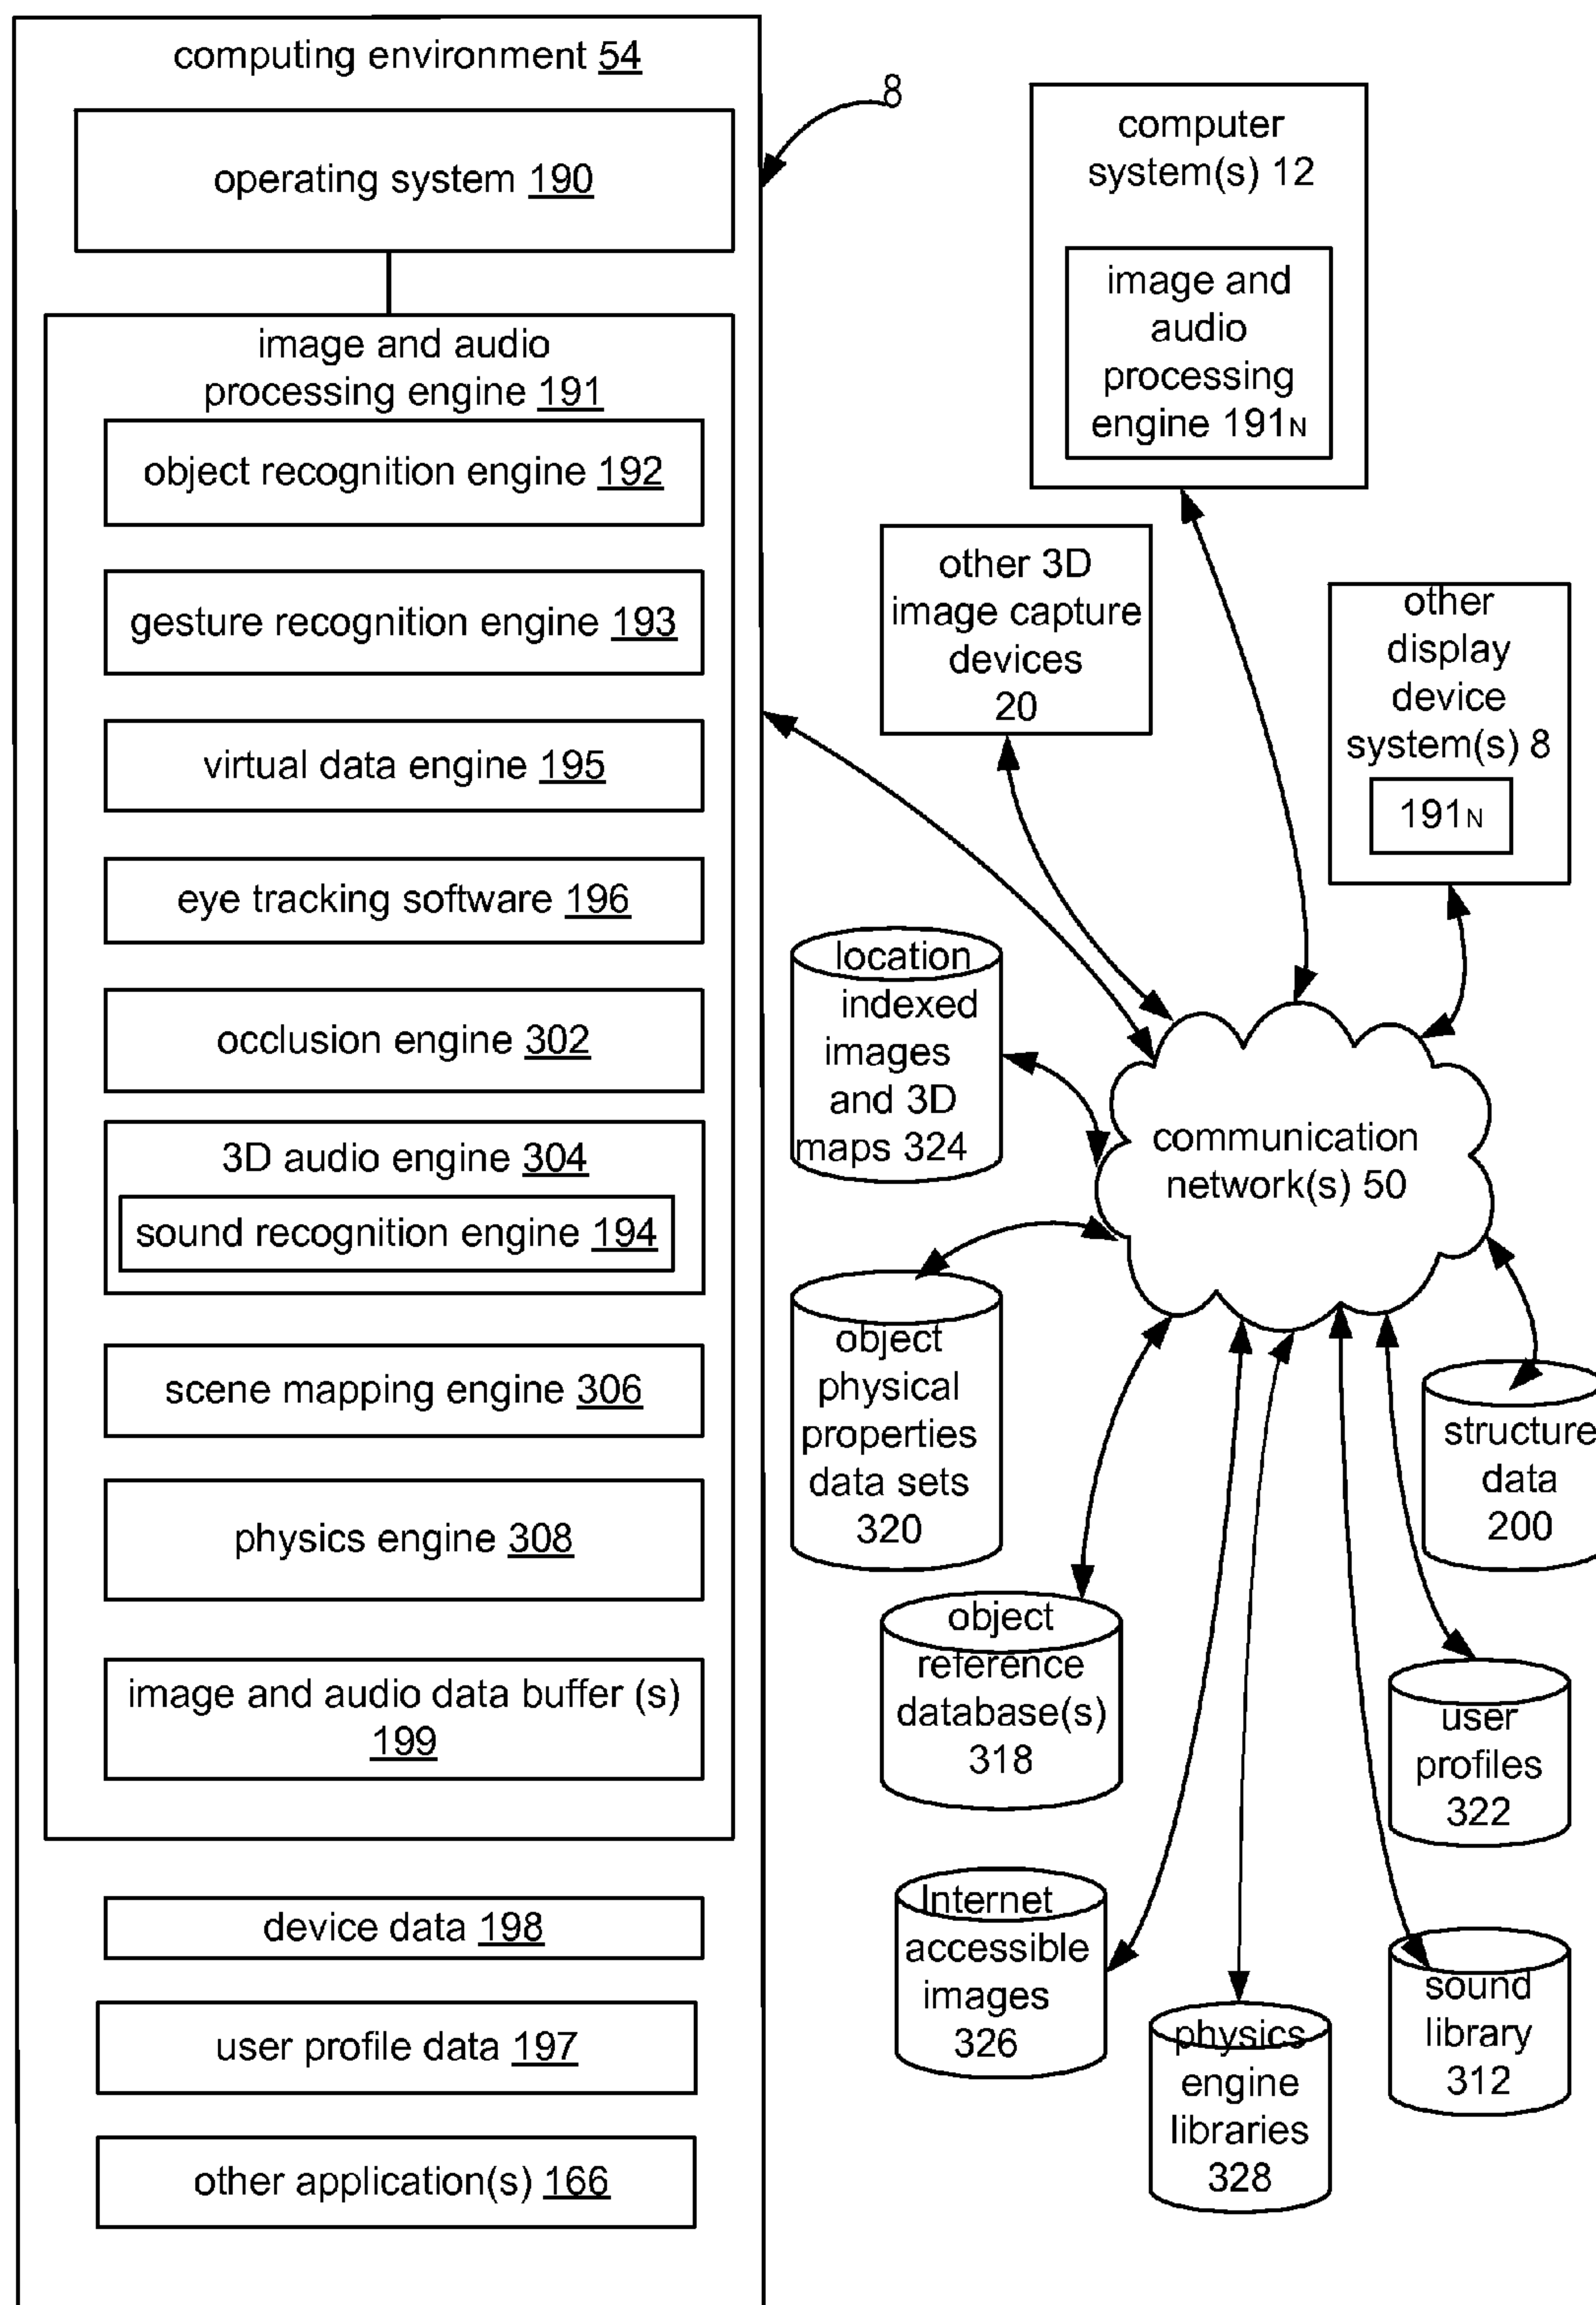 computing environment 54
operating system 190
image and audio
processing engine 191
object recognition engine 192
gesture recognition engine 193
virtual data engine 195
eye tracking software 196
occlusion engine 302
3D audio engine 304
sound recognition engine 194
scene mapping engine 306
physics engine 308
image and audio data buffer (s)
199
device data 198
user profile data 197
other application(s) 166
8
computer
system(s) 12
image and
audio
processing
engine 191N
other 3D
image capture
devices
20
other
display
device
system(s) 8
191N
location
indexed
images
and 3D
maps 324
communication
network(s) 50
object
physical
properties
data sets
320
structure
data
200
object
reference
database(s)
318
user
profiles
322
Internet
accessible
images
326
physics
engine
libraries
328
sound
library
312